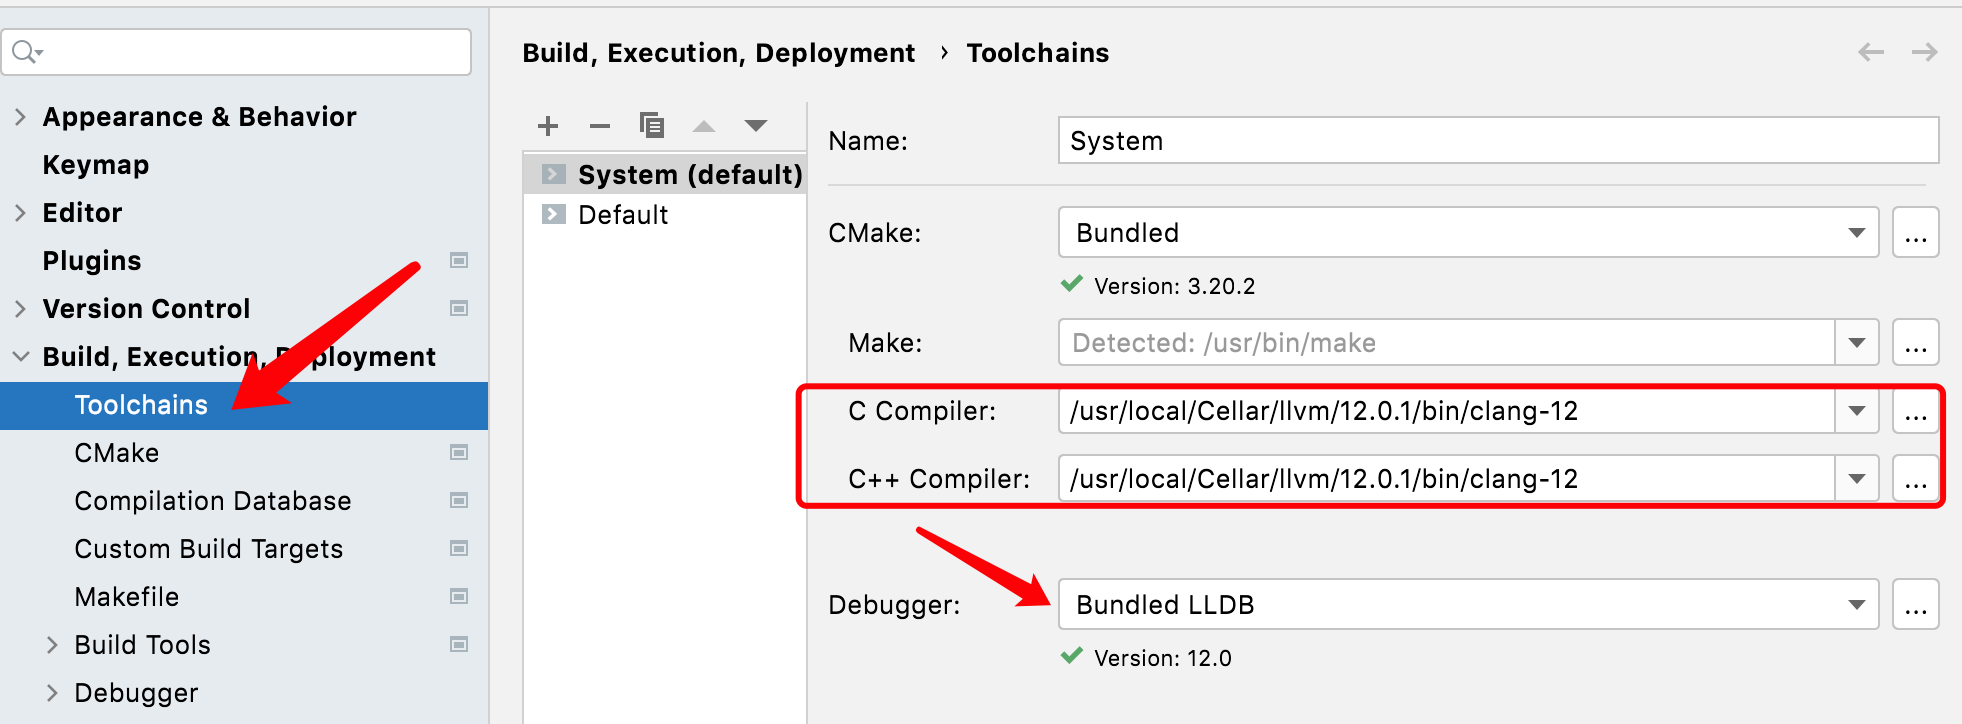 Appearance & Behavior
Keymap
Editor
Plugins
Version Control
Build, Execution, Deployment
Toolchains
CMake
Compilation Database
Custom Build Targets
Makefile
Build Tools
Debugger
Build, Execution, Deployment › Toolchains
System (default)
Default
Name: System
CMake: Bundled ...
Version: 3.20.2
Make: Detected: /usr/bin/make ...
C Compiler: /usr/local/Cellar/llvm/12.0.1/bin/clang-12 ...
C++ Compiler: /usr/local/Cellar/llvm/12.0.1/bin/clang-12 ...
Debugger: Bundled LLDB ...
Version: 12.0